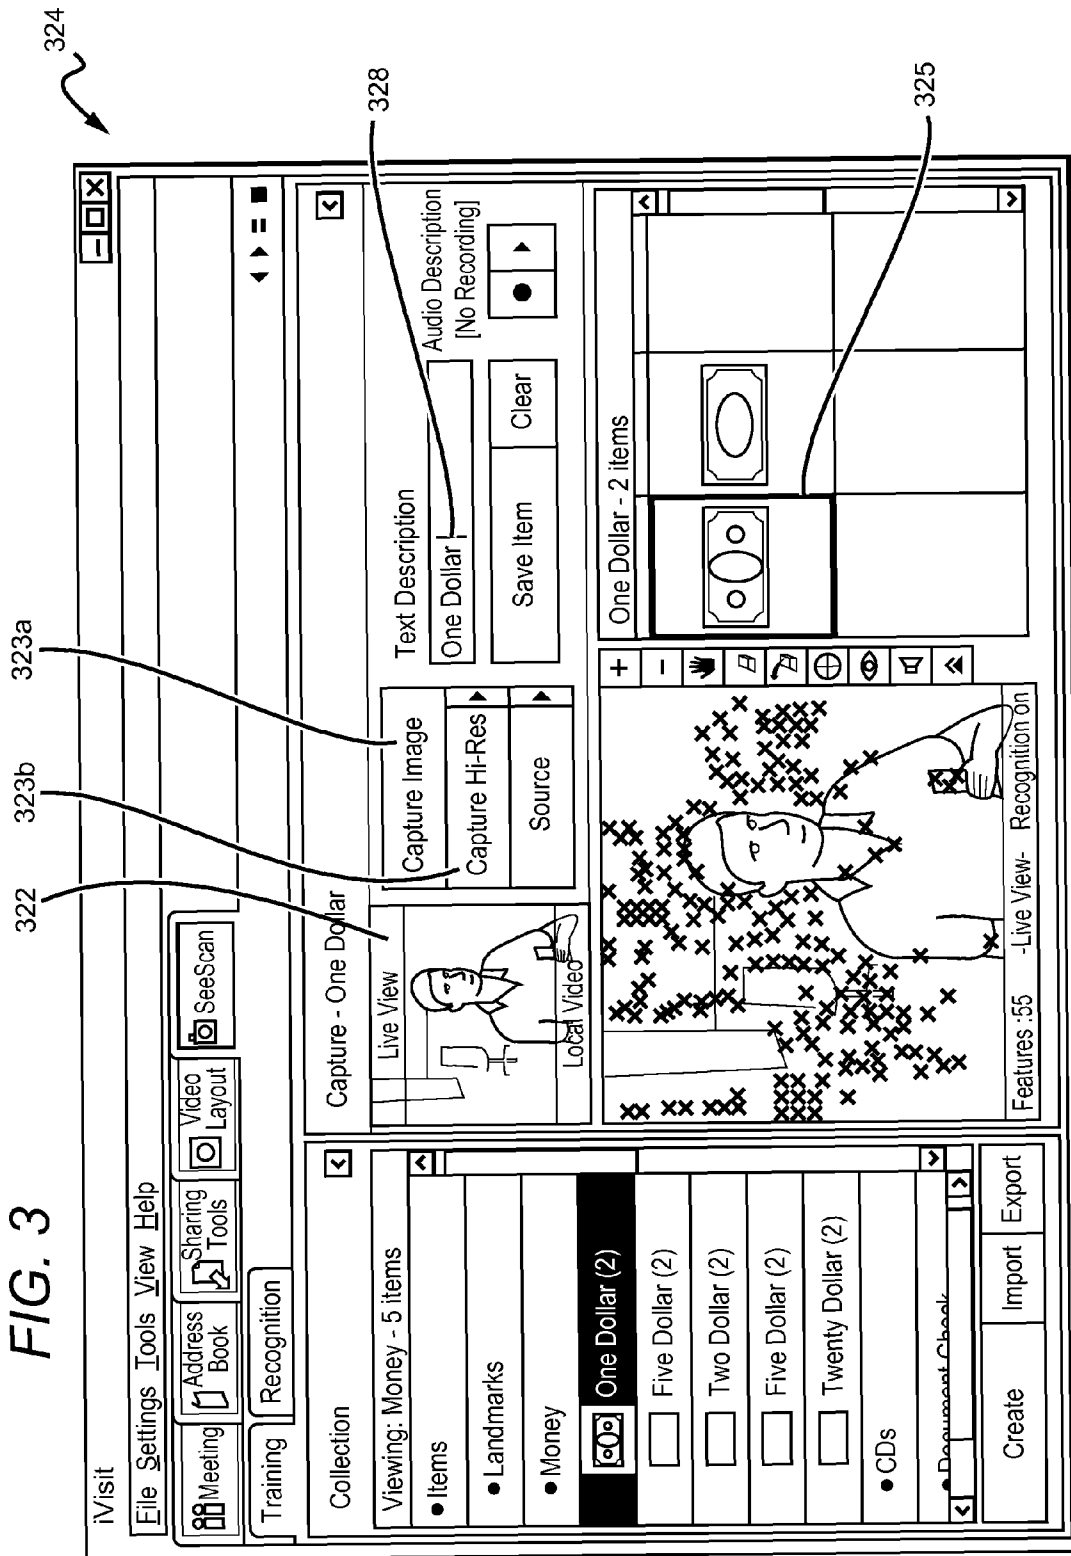 FIG. 3
324
322
323b
323a
328
325
iVisit
File Settings Tools View Help
Meeting
Address Book
Sharing Tools
Video Layout
SeeScan
Training
Recognition
Collection
Viewing: Money - 5 items
Items
Landmarks
Money
One Dollar (2)
Five Dollar (2)
Two Dollar (2)
Five Dollar (2)
Twenty Dollar (2)
CDs
Document Check
Create
Import
Export
Capture - One Dollar
Live View
Local Video
Capture Image
Capture Hi-Res
Source
Text Description
One Dollar
Save Item
Clear
Audio Description
[No Recording]
Features :55
-Live View-
Recognition on
One Dollar - 2 items